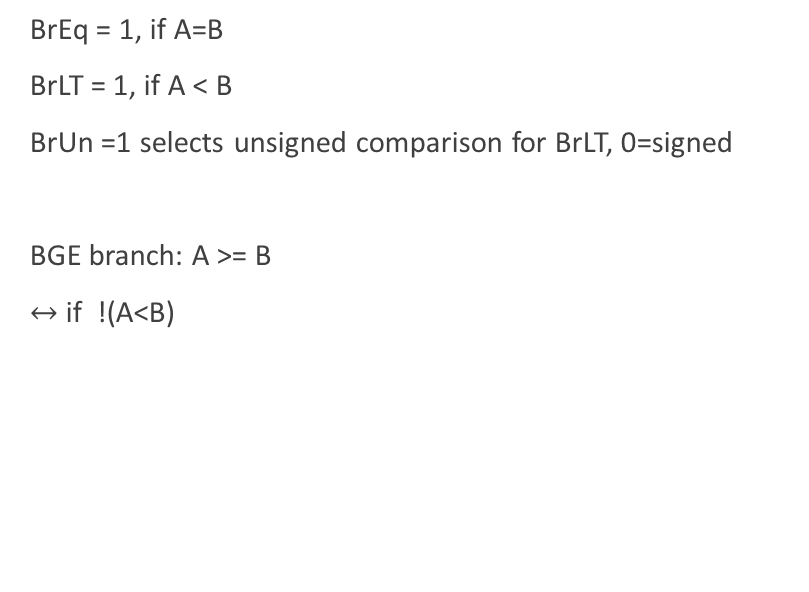 BrEq = 1, if A=B
BrLT = 1, if A < B
BrUn =1 selects unsigned comparison for BrLT, 0=signed
BGE branch: A >= B
↔ if !(A<B)